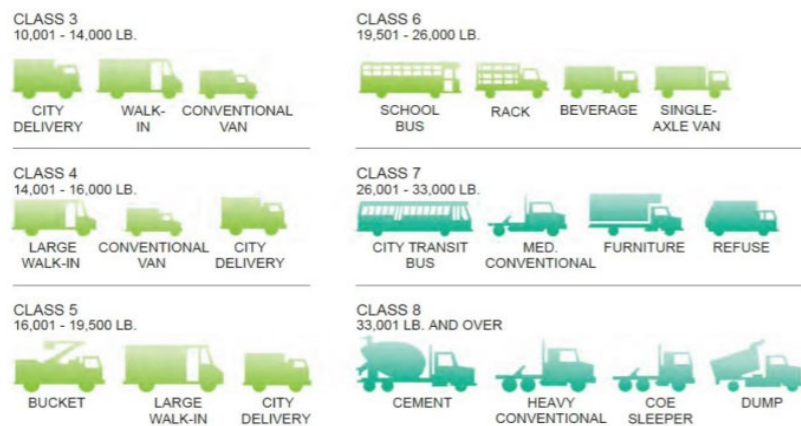 CLASS 3
10,001 - 14,000 LB.
CITY
DELIVERY
WALK-
IN
CONVENTIONAL
VAN
CLASS 4
14,001 - 16,000 LB.
LARGE
WALK-IN
CONVENTIONAL
VAN
CITY
DELIVERY
CLASS 5
16,001 - 19,500 LB.
BUCKET
LARGE
WALK-IN
CITY
DELIVERY
CLASS 6
19,501 - 26,000 LB.
SCHOOL
BUS
RACK
BEVERAGE
SINGLE-
AXLE VAN
CLASS 7
26,001 - 33,000 LB.
CITY TRANSIT
BUS
MED.
CONVENTIONAL
FURNITURE
REFUSE
CLASS 8
33,001 LB. AND OVER
CEMENT
HEAVY
CONVENTIONAL
COE
SLEEPER
DUMP